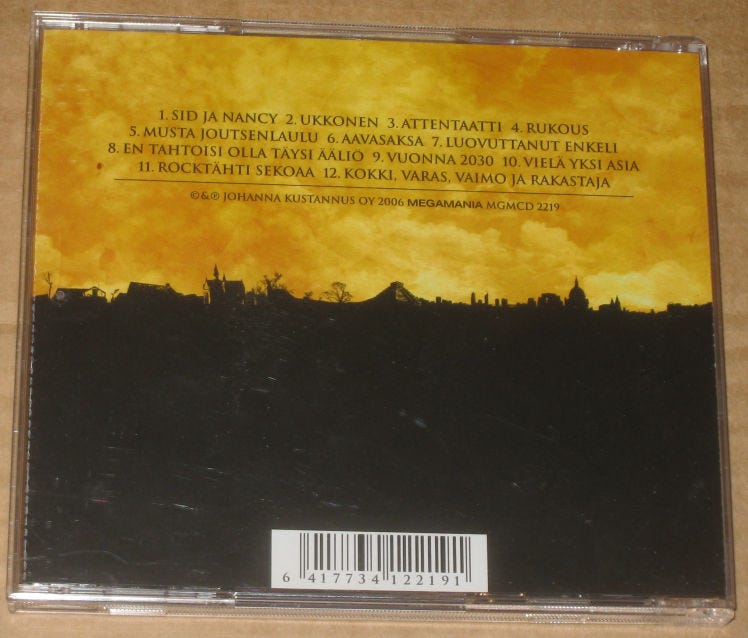 1. SID JA NANCY 2. UKKONEN 3. ATTENTAATTI 4. RUKOUS
5. MUSTA JOUTSENLAULU 6. AAVASAKSA 7. LUOVUTTANUT ENKELI
8. EN TAHTOISI OLLA TÄYSI ÄÄLIÖ 9. VUONNA 2030 10. VIELÄ YKSI ASIA
11. ROCKTÄHTI SEKOAA 12. KOKKI, VARAS, VAIMO JA RAKASTAJA
©&℗ JOHANNA KUSTANNUS OY 2006 MEGAMANIA MGMCD 2219
6 417734 122191